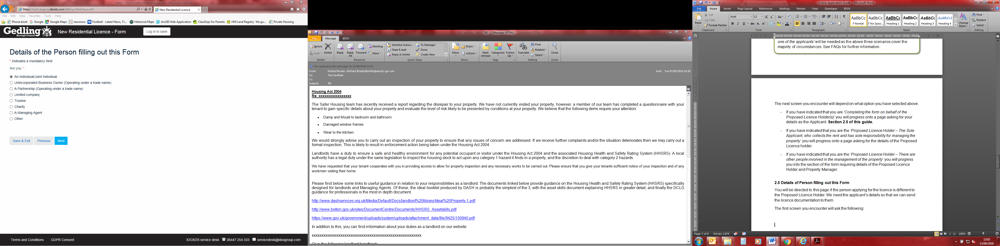 https://test2.staging.idoxds.com/dsfx/xp/form/launch#
New Residential Licence
File Edit View Favorites Tools Help
Phone book Google Google Maps newsnow Football - Latest News, Tr... Historical Maps ArcGIS Web Application ClassDojo for Parents HM Land Registry We gu... Private Housing
Gedling
Borough Council
New Residential Licence - Form
Log in to save
Details of the Person filling out this Form
* Indicates a mandatory field
Are you: *
An Individual/Joint Individual
Unincorporated Business Owner (Operating under a trade name)
A Partnership (Operating under a trade name)
Limited company
Trustee
Charity
A Managing Agent
Other
Save & Exit Previous Next
Terms and Conditions GDPR Consent IDOXDS service desk 08447 254 333 servicedesk@idoxgroup.com
RE: - Message (HTML)
File Message IDOX
Ignore
Junk
Delete
Delete
Reply
Reply All
Forward
Meeting
More
Respond
Selective licensi...
Team E-mail
Reply & Delete
To Manager
Done
Create New
Quick Steps
Move
Rules
Actions
Move
Mark Unread
Categorize
Follow Up
Tags
Translate
Find
Related
Select
Editing
Zoom
Zoom
You replied to this message on 13/09/2018 11:57.
From: Richard Brooks <Richard.Brooks@nottinghamcity.gov.uk> Sent: Tue 07/08/2018 16:28
To: Tom Southam
Cc:
Subject: RE:
Housing Act 2004
Re: xxxxxxxxxxxxxxxxx
The Safer Housing team has recently received a report regarding the disrepair to your property. We have not currently visited your property, however, a member of our team has completed a questionnaire with your
tenant to gain specific details about your property and evaluate the level of risk likely to be presented by conditions at your property. We believe that the following items require your attention:
• Damp and Mould to bedroom and bathroom
• Damaged window frames
• Wear to the kitchen
We would strongly advise you to carry out an inspection of your property to ensure that any issues of concern are addressed. If we receive further complaints and/or the situation deteriorates then we may carry out a
formal inspection. This is likely to result in enforcement action being taken under the Housing Act 2004.
Landlords have a duty to ensure a safe and healthy environment for any potential occupant or visitor under the Housing Act 2004 and the associated Housing Health and Safety Rating System (HHSRS). A local
authority has a legal duty under the same legislation to inspect the housing stock to act upon any category 1 hazard it finds in a property, and the discretion to deal with category 2 hazards.
We have requested that your tenant cooperates with you in providing access to allow for property inspection and any necessary works to be carried out. Please ensure that you give your tenants sufficient notice of your inspection and of any
workmen visiting their home.
Please find below some links to useful guidance in relation to your responsibilities as a landlord. The documents linked below provide guidance on the Housing Health and Safety Rating System (HHSRS) specifically
designed for landlords and Managing Agents. Of these, the ideal booklet produced by DASH is probably the simplest of the 3, with the asset skills document explaining HHSRS in greater detail, and finally the DCLG
guidance for professionals is the most in depth document.
http://www.dashservices.org.uk/Media/Default/Docs/landlord%20library/Ideal%20Property-1.pdf
http://www.bolton.gov.uk/sites/DocumentCentre/Documents/HHSRS_Assetskills.pdf
https://www.gov.uk/government/uploads/system/uploads/attachment_data/file/9425/150940.pdf
In addition to this, you can find information about your duties as a landlord on our website:
xxxxxxxxxxxxxxxxxxxxxxxxxxxxxxxxxxxxxxxxxxxxxxxxxxxxxxxxx
Or in the following landlord handbook:
Online Application Guide - Microsoft Word
File Home Insert Page Layout References Mailings Review View Developer IDOX
Paste
Cut
Copy
Format Painter
Clipboard
Arial 12
Font
Paragraph
AaBbCc AaBbCc AaBbCc AaBbCc AaBbCc AaBbCcI
¶ Normal ¶ No Spaci... Heading 1 Heading 2 Heading 3 Heading 4
Styles
Change Styles
Find
Replace
Select
Editing
one of the applicants' will be needed as the above three scenarios cover the
majority of circumstances. See FAQs for further information.
The next screen you encounter will depend on what option you have selected above.
- If you have indicated that you are 'Completing the form on behalf of the
Proposed Licence Holder(s)' you will progress onto a page asking for your
details as the Applicant. Section 2.5 of this guide.
- If you have indicated that you are the 'Proposed Licence Holder – The Sole
Applicant, who collects the rent and has sole responsibility for managing the
property' you will progress onto a page asking for the details of the Proposed
Licence holder.
- If you have indicated that you are the 'Proposed Licence Holder – There are
other people involved in the management of the property' you will progress
you into the section of the form requiring details of the Proposed Licence
Holder and Property Manager.
2.5 Details of Person filling out this Form
You will be directed to this page if the person applying for the licence is different to
the Proposed Licence Holder. We need the applicant's details so that we can send
the licence documentation to them.
The first screen you encounter will ask the following:
Page: 7 of 9 Words: 1,974 100%
13:03
13/09/2018